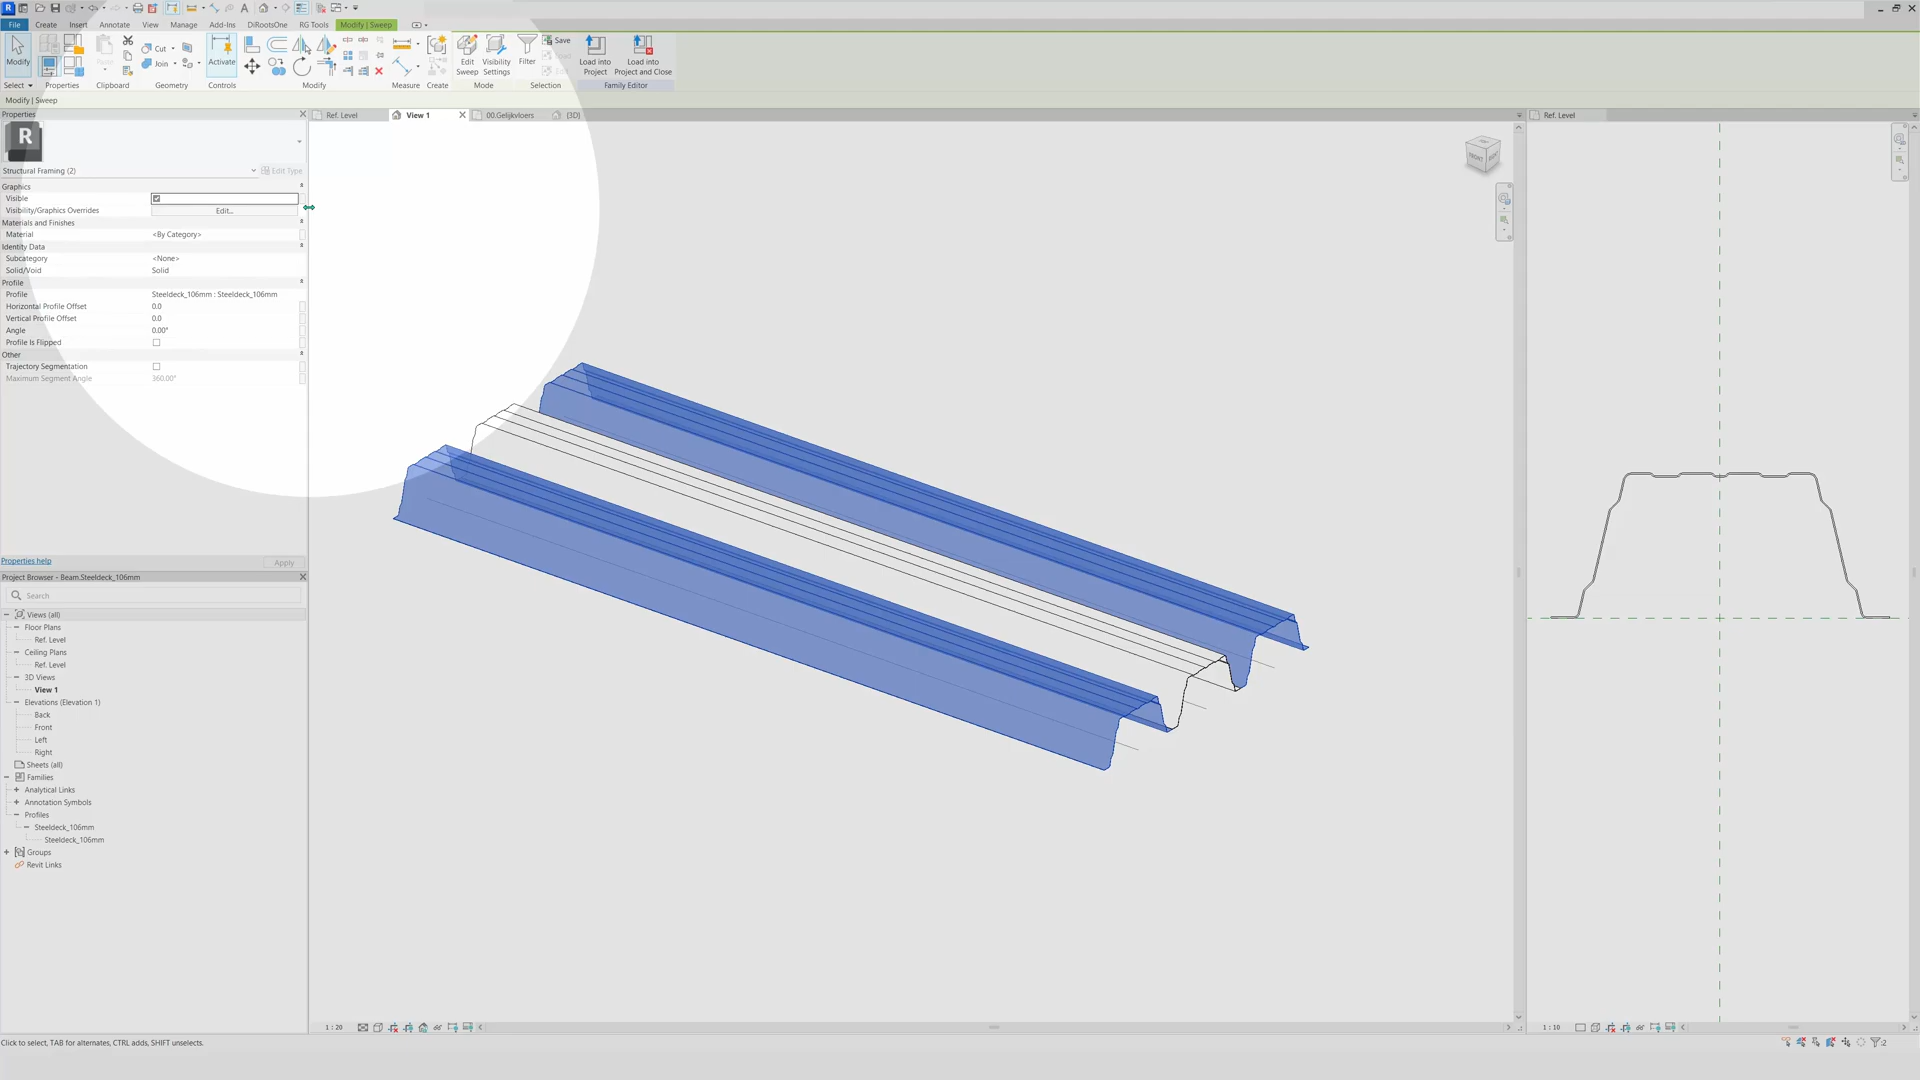 File Create Insert Annotate View Manage Add-Ins DiRootsOne RG Tools Modify | Sweep
Modify
Cut
Join
Activate
Edit Sweep
Visibility Settings
Filter
Save
Load into Project
Load into Project and Close
Select Properties Clipboard Geometry Controls Modify Measure Create Mode Selection Family Editor
Modify | Sweep
Properties
Ref. Level
View 1
00.Gelijkvloers
(3D)
Ref. Level
R
Structural Framing (2)
Edit Type
Graphics
Visible
Visibility/Graphics Overrides Edit...
Materials and Finishes
Material <By Category>
Identity Data
Subcategory <None>
Solid/Void Solid
Profile
Profile Steeldeck_106mm : Steeldeck_106mm
Horizontal Profile Offset 0.0
Vertical Profile Offset 0.0
Angle 0.00°
Profile Is Flipped
Other
Trajectory Segmentation
Maximum Segment Angle 360.00°
FRONT
Properties help
Apply
Project Browser - Beam.Steeldeck_106mm
Search
Views (all)
Floor Plans
Ref. Level
Ceiling Plans
Ref. Level
3D Views
View 1
Elevations (Elevation 1)
Back
Front
Left
Right
Sheets (all)
Families
Analytical Links
Annotation Symbols
Profiles
Steeldeck_106mm
Steeldeck_106mm
Groups
Revit Links
1 : 20
1 : 10
Click to select, TAB for alternates, CTRL adds, SHIFT unselects.
:2